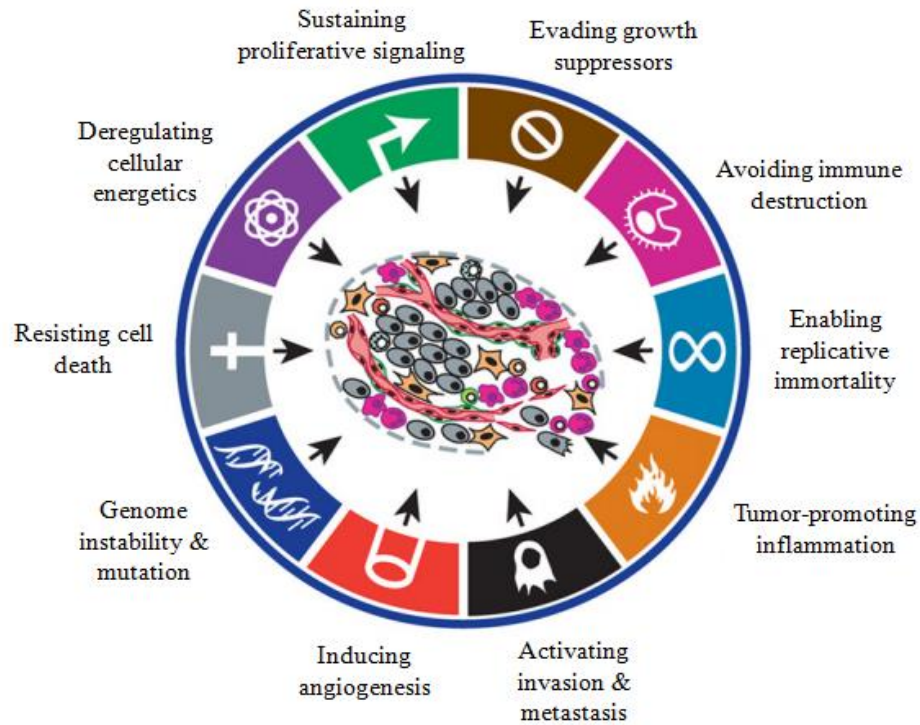 Sustaining
proliferative signaling
Evading growth
suppressors
Avoiding immune
destruction
Enabling
replicative
immortality
Tumor-promoting
inflammation
Activating
invasion &
metastasis
Inducing
angiogenesis
Genome
instability &
mutation
Resisting cell
death
Deregulating
cellular
energetics